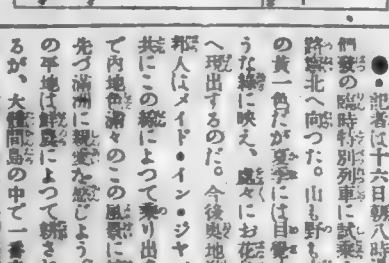 ●・記者は十六日朝八時
們發の臨時特別列車に試乘
路寧北へ向つた。山も野も
の黄一色だが夏季には目
うな緑に映え、處々にお花
へ現出するのだ。今後奥地
邦人はメイド・イン・ジヤ
共にこの線によつて乘り出
で内地色滿々のこの風景に
先づ滿洲に親愛を感じよう
の平地は鮮農によつて耕さ
るが、大體間島の中で一番